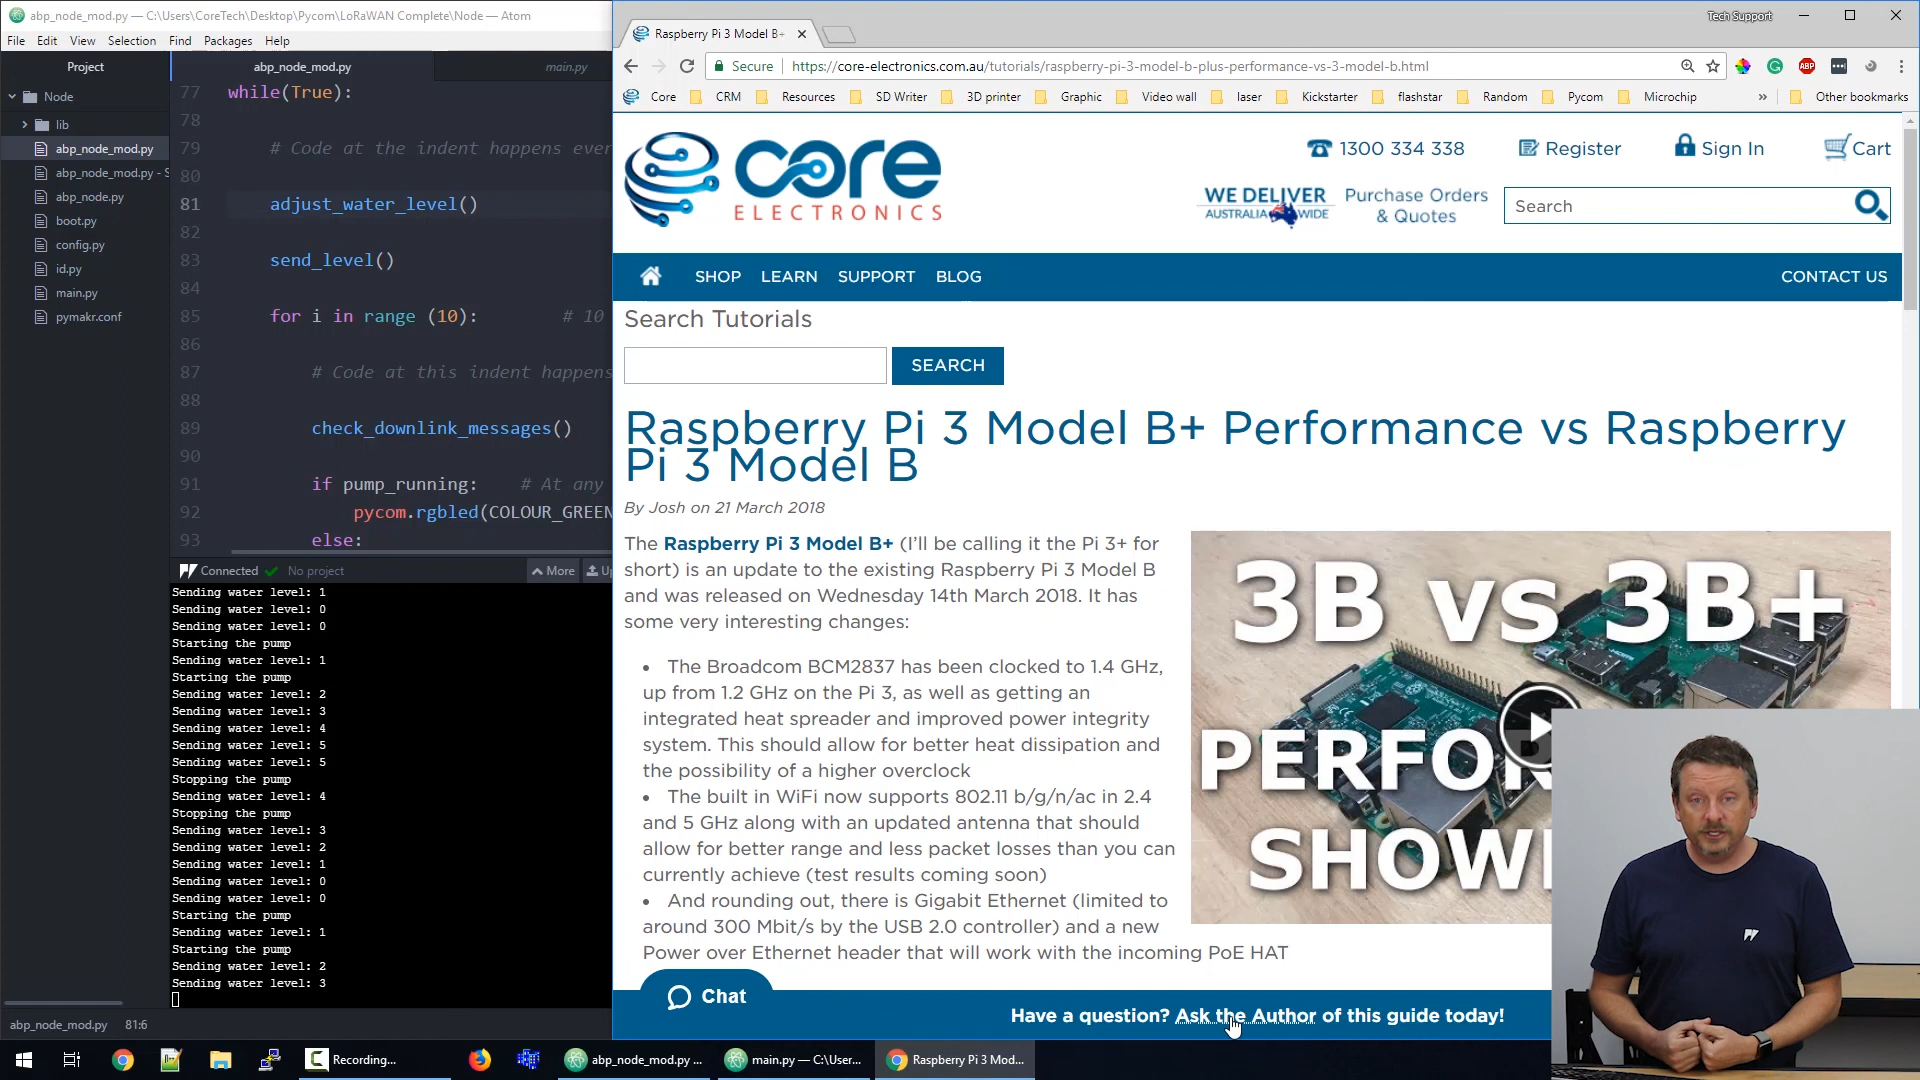 abp_node_mod.py — C:\Users\CoreTech\Desktop\Pycom\LoRaWAN Complete\Node — Atom
File Edit View Selection Find Packages Help
Project
Node
lib
abp_node_mod.py
abp_node_mod.py - S
abp_node.py
boot.py
config.py
id.py
main.py
pymakr.conf
abp_node_mod.py main.py
77 while(True):
78
79 # Code at the indent happens ever
80
81 adjust_water_level()
82
83 send_level()
84
85 for i in range (10): # 10
86
87 # Code at this indent happens
88
89 check_downlink_messages()
90
91 if pump_running: # At any
92 pycom.rgbled(COLOUR_GREEN
93 else:
Connected No project More Up
Sending water level: 1
Sending water level: 0
Sending water level: 0
Starting the pump
Sending water level: 1
Starting the pump
Sending water level: 2
Sending water level: 3
Sending water level: 4
Sending water level: 5
Sending water level: 5
Stopping the pump
Sending water level: 4
Stopping the pump
Sending water level: 3
Sending water level: 2
Sending water level: 1
Sending water level: 0
Sending water level: 0
Starting the pump
Sending water level: 1
Starting the pump
Sending water level: 2
Sending water level: 3
abp_node_mod.py 81:6
Tech Support
Raspberry Pi 3 Model B+
Secure https://core-electronics.com.au/tutorials/raspberry-pi-3-model-b-plus-performance-vs-3-model-b.html
ABP
Core CRM Resources SD Writer 3D printer Graphic Video wall laser Kickstarter flashstar Random Pycom Microchip » Other bookmarks
core
ELECTRONICS
1300 334 338 Register Sign In Cart
WE DELIVER
AUSTRALIA WIDE
Purchase Orders
& Quotes
Search
SHOP LEARN SUPPORT BLOG CONTACT US
Search Tutorials
SEARCH
Raspberry Pi 3 Model B+ Performance vs Raspberry
Pi 3 Model B
By Josh on 21 March 2018
The Raspberry Pi 3 Model B+ (I'll be calling it the Pi 3+ for
short) is an update to the existing Raspberry Pi 3 Model B
and was released on Wednesday 14th March 2018. It has
some very interesting changes:
• The Broadcom BCM2837 has been clocked to 1.4 GHz,
up from 1.2 GHz on the Pi 3, as well as getting an
integrated heat spreader and improved power integrity
system. This should allow for better heat dissipation and
the possibility of a higher overclock
• The built in WiFi now supports 802.11 b/g/n/ac in 2.4
and 5 GHz along with an updated antenna that should
allow for better range and less packet losses than you can
currently achieve (test results coming soon)
• And rounding out, there is Gigabit Ethernet (limited to
around 300 Mbit/s by the USB 2.0 controller) and a new
Power over Ethernet header that will work with the incoming PoE HAT
3B vs 3B+
PERFOR
SHOW
Chat
Have a question? Ask the Author of this guide today!
Recording...
abp_node_mod.py ...
main.py — C:\User...
Raspberry Pi 3 Mod...